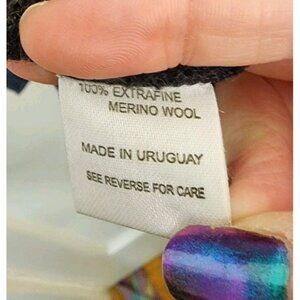 100% EXTRAFINE
MERINO WOOL
MADE IN URUGUAY
SEE REVERSE FOR CARE